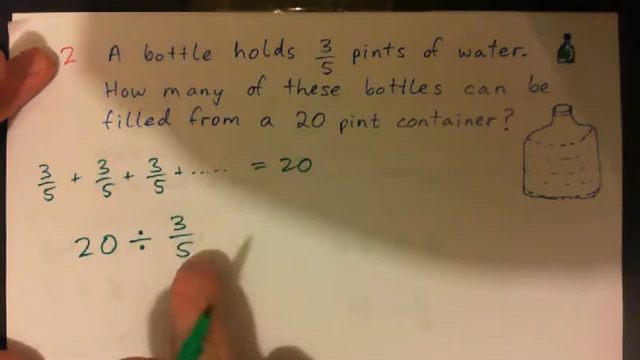 2 A bottle holds 3/5 pints of water.
How many of these bottles can be
filled from a 20 pint container?
3/5 + 3/5 + 3/5 + ..... = 20
20 ÷ 3/5